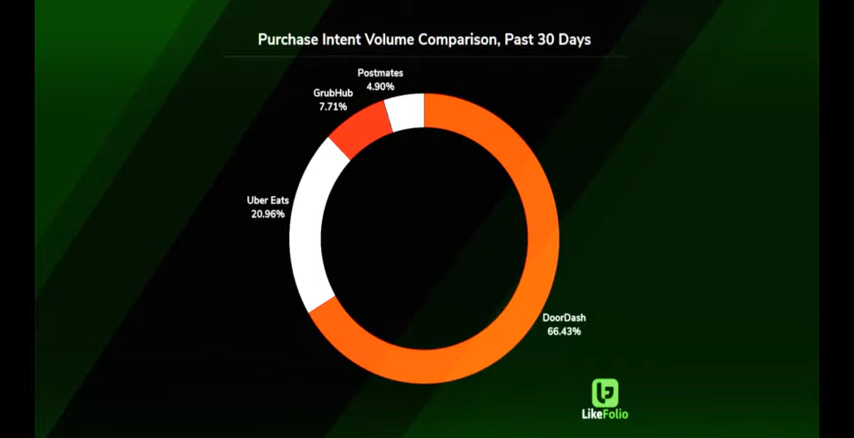 Purchase Intent Volume Comparison, Past 30 Days
Postmates
4.90%
GrubHub
7.71%
Uber Eats
20.96%
DoorDash
66.43%
LikeFolio